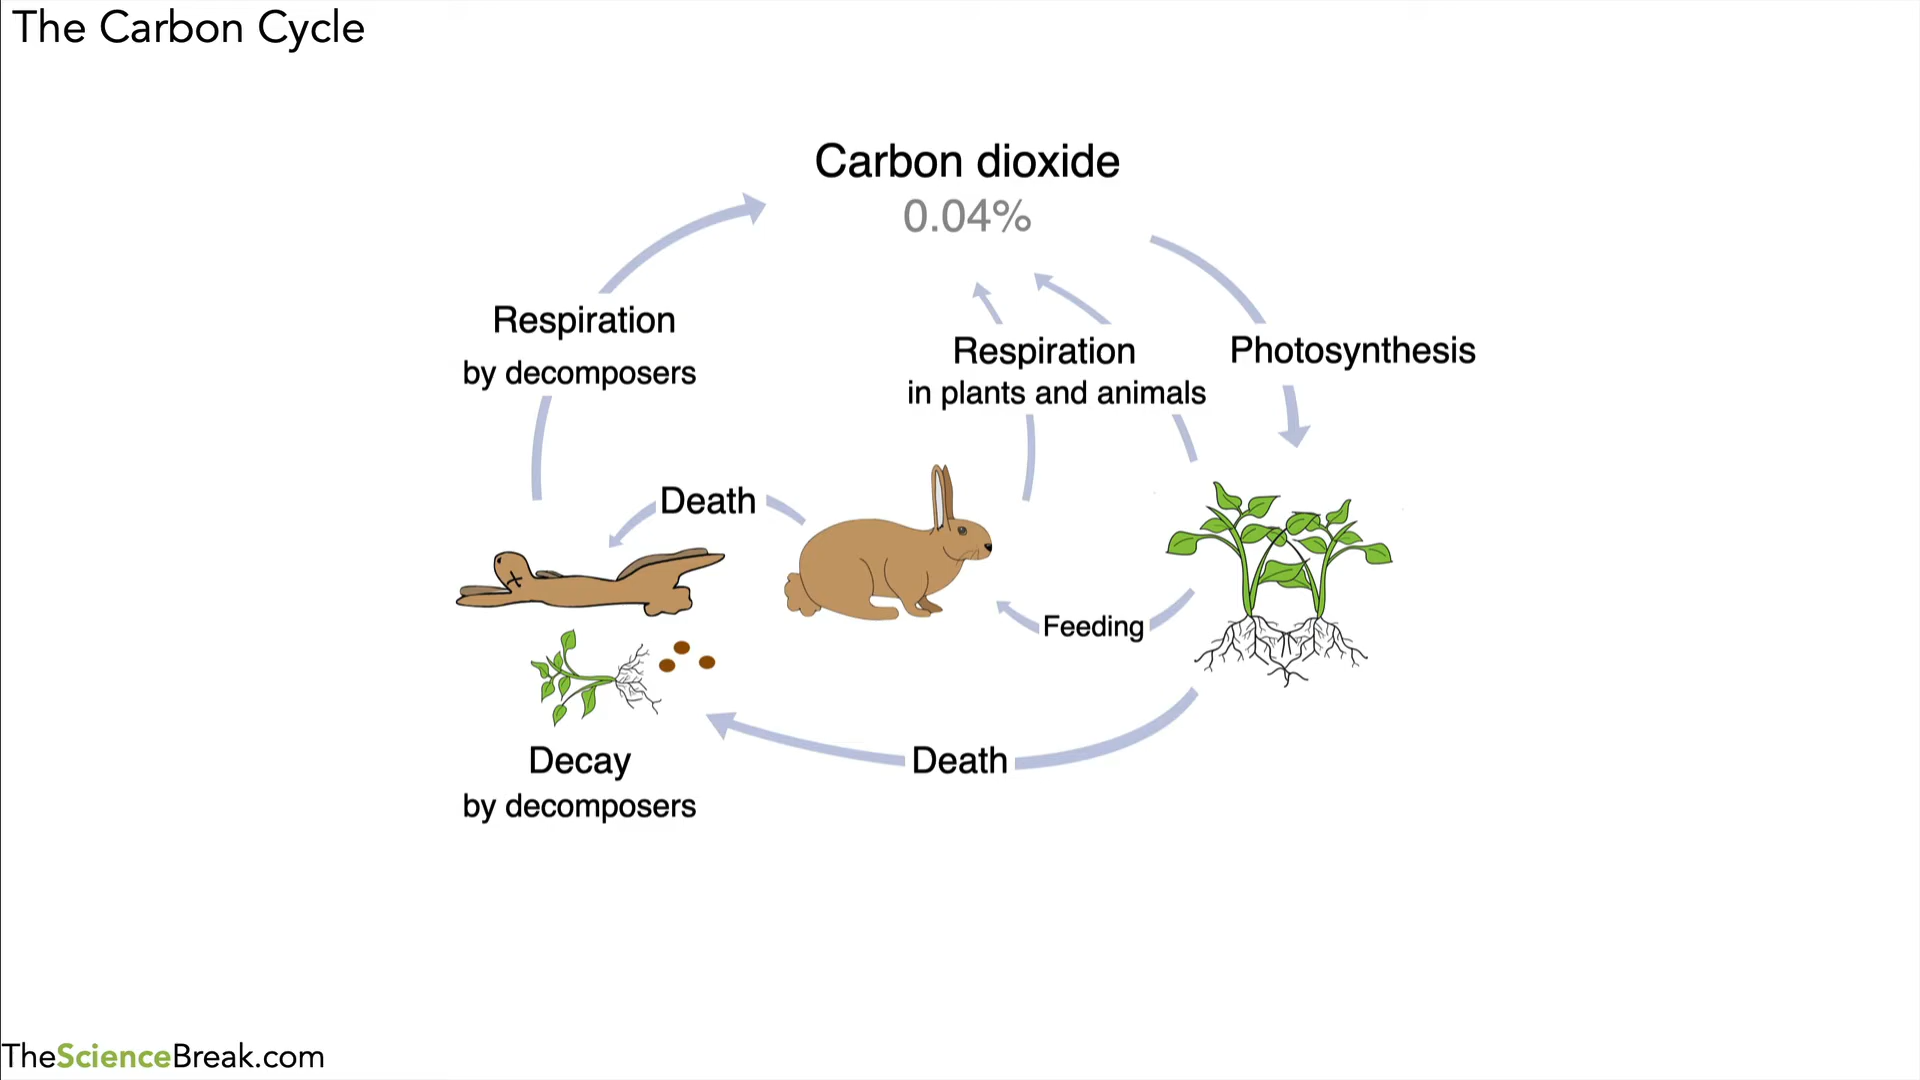 The Carbon Cycle
Carbon dioxide
0.04%
Respiration
by decomposers
Respiration
in plants and animals
Photosynthesis
Death
Feeding
Death
Decay
by decomposers
TheScienceBreak.com